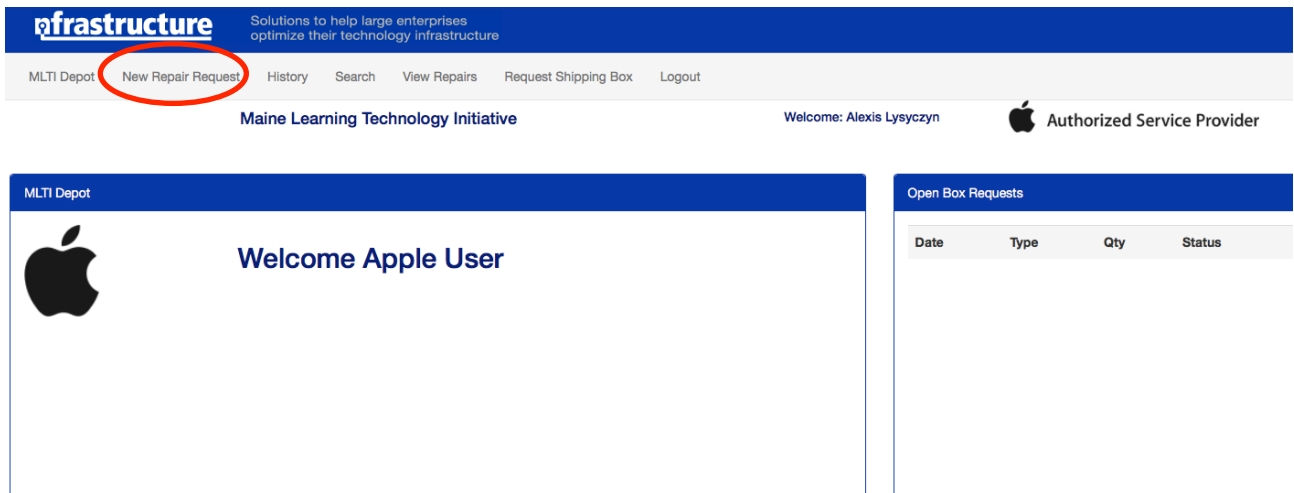 nfrastructure
Solutions to help large enterprises
optimize their technology infrastructure
MLTI Depot New Repair Request History Search View Repairs Request Shipping Box Logout
Maine Learning Technology Initiative
Welcome: Alexis Lysyczyn
Authorized Service Provider
MLTI Depot
Welcome Apple User
Open Box Requests
Date Type Qty Status